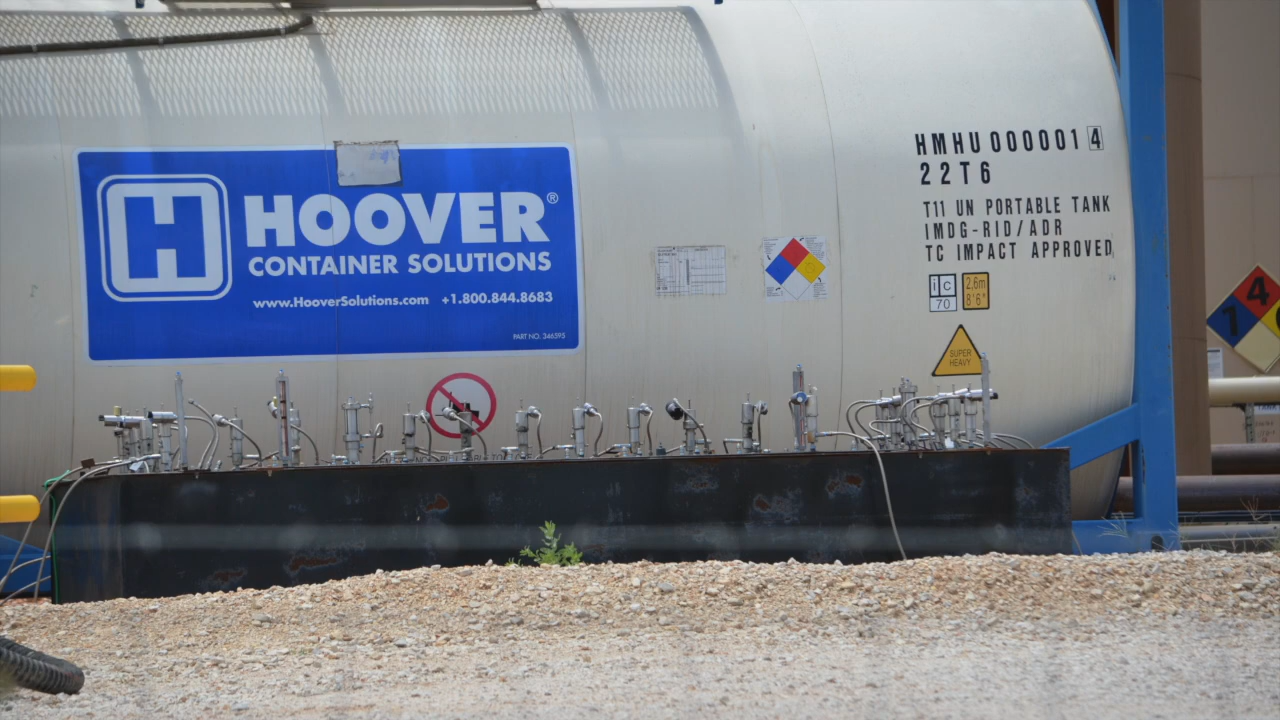 H
HOOVER®
CONTAINER SOLUTIONS
www.HooverSolutions.com +1.800.844.8683
PART NO. 346595
HMHU 000001 4
22T6
T11 UN PORTABLE TANK
IMDG-RID/ADR
TC IMPACT APPROVED
i C
70
2,6m
8'6"
SUPER
HEAVY
4
1